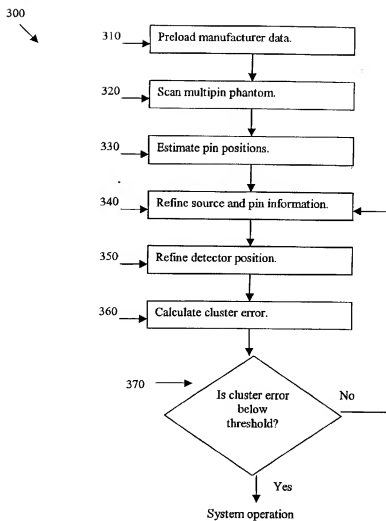 300
310 Preload manufacturer data.
320 Scan multipin phantom.
330 Estimate pin positions.
340 Refine source and pin information.
350 Refine detector position.
360 Calculate cluster error.
370
Is cluster error
below
threshold?
No
Yes
System operation